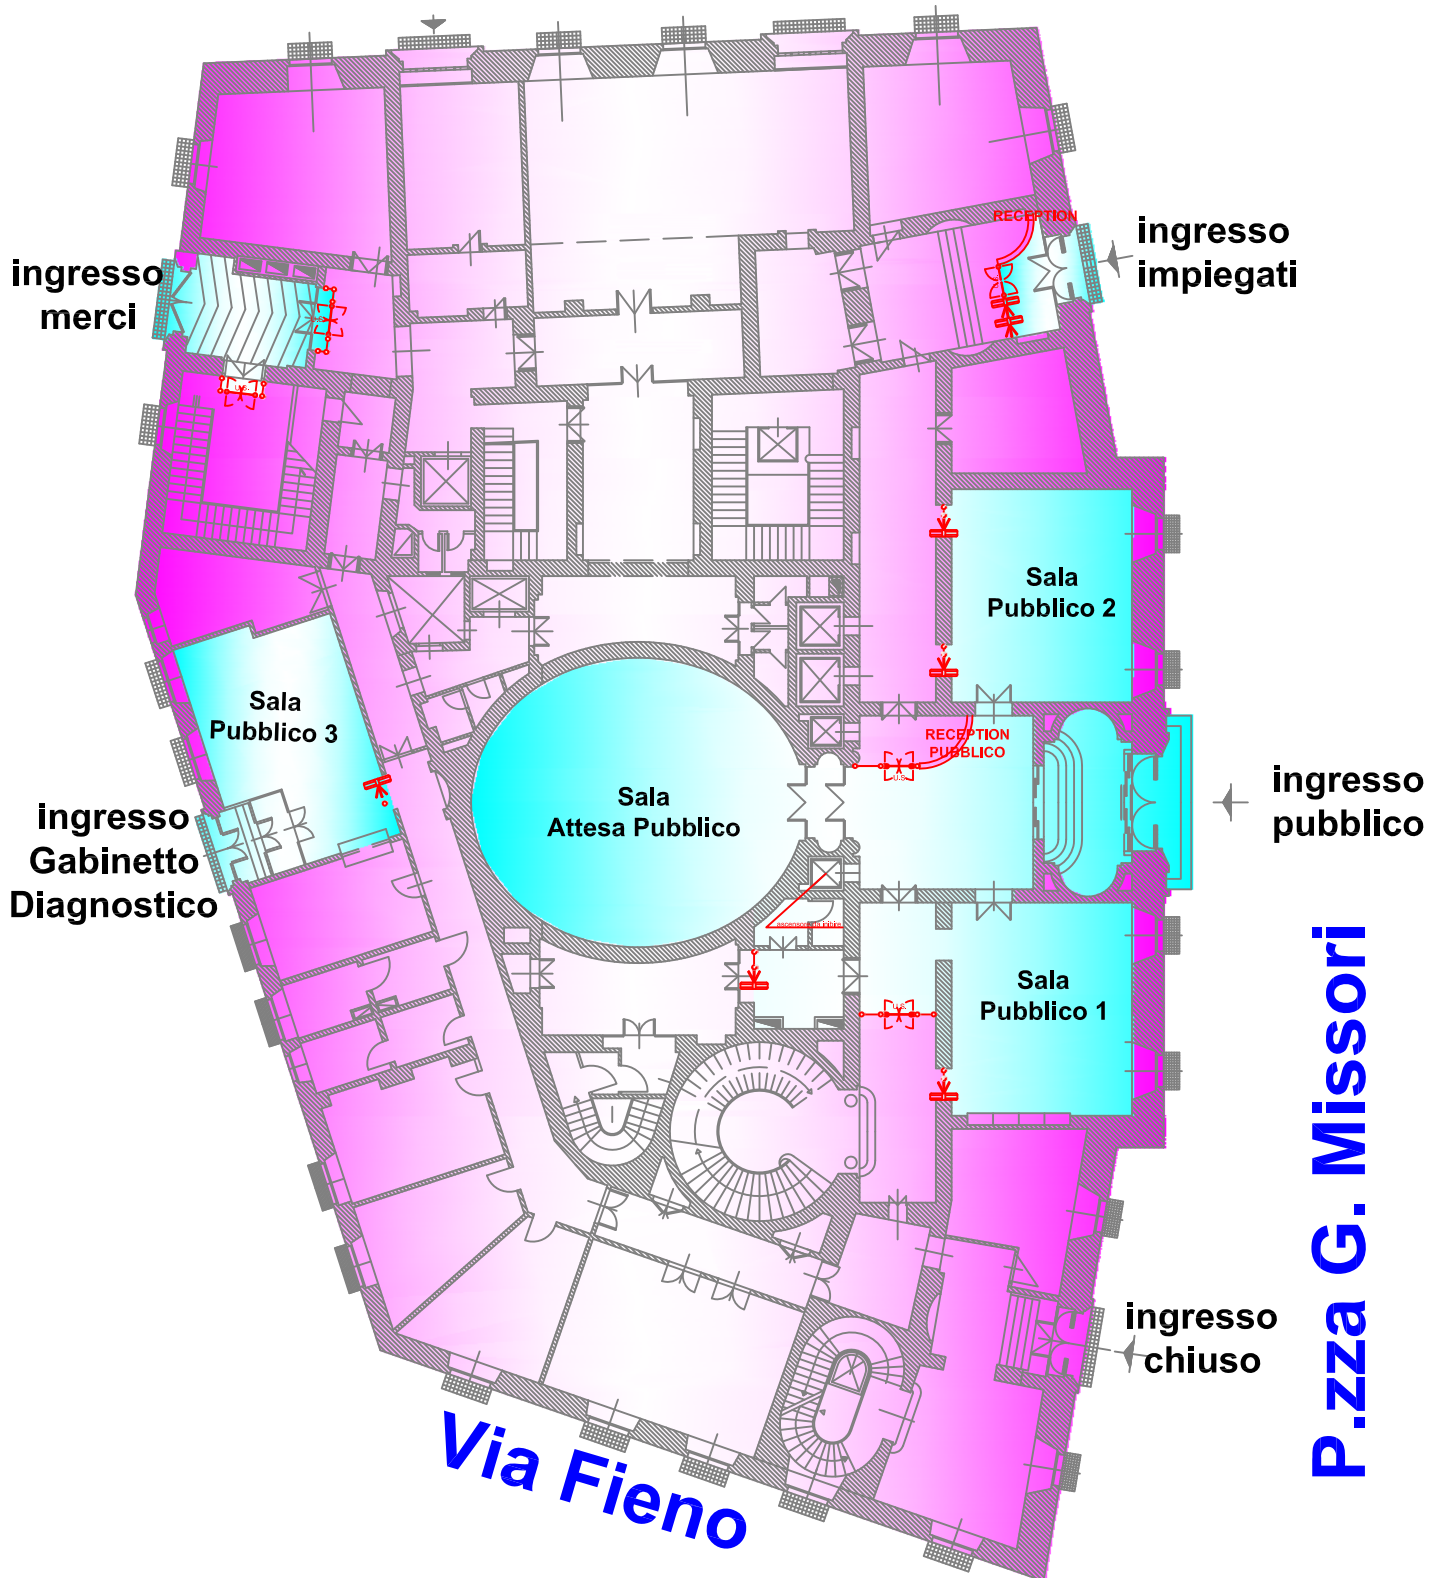 RECEPTION
ingresso
impiegati
ingresso
merci
U.S.
Sala
Pubblico 2
Sala
Pubblico 3
RECEPTION
PUBBLICO
U.S.
ingresso
pubblico
Sala
Attesa Pubblico
ingresso
Gabinetto
Diagnostico
Sala
Pubblico 1
U.S.
ingresso
chiuso
Via Fieno
P.zza G. Missori